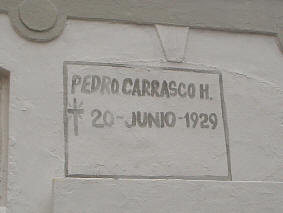 PEDRO CARRASCO H.
† 20-JUNIO-1929